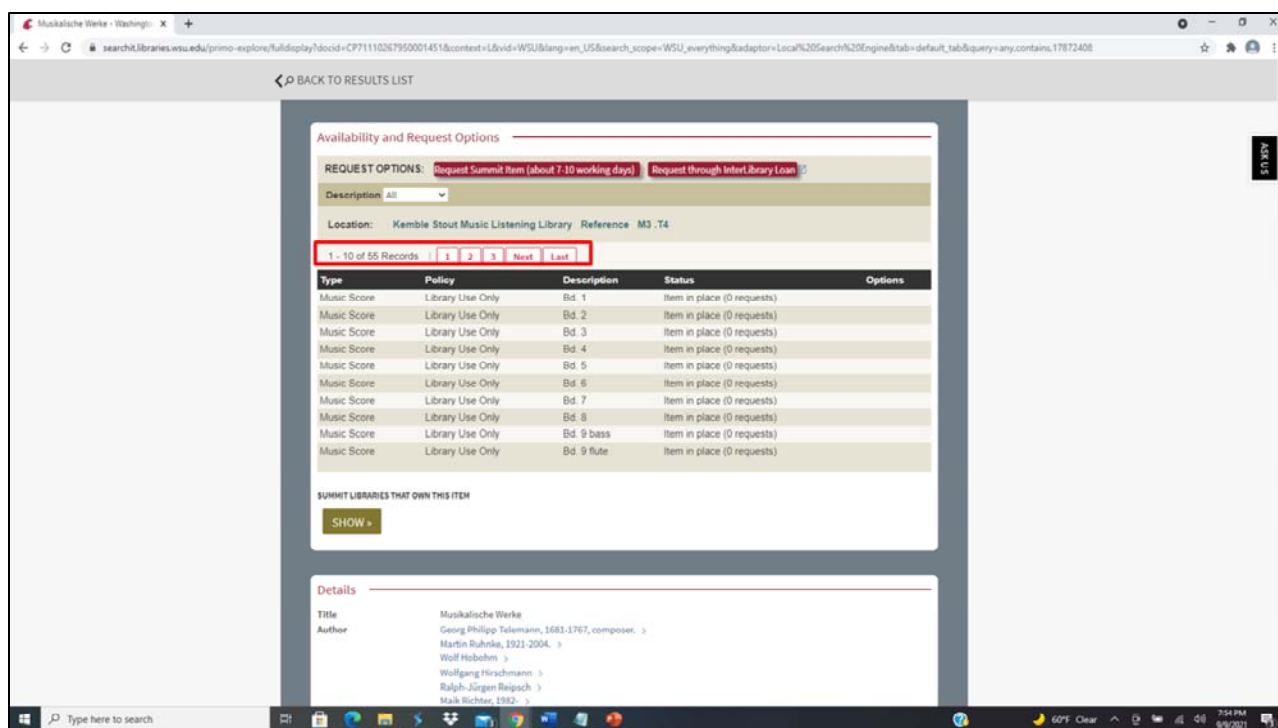 Musikalische Werke - Washingto
searchit.libraries.wsu.edu/primo-explore/fulldisplay?docid=CP71110267950001451&context=L&vid=WSU&lang=en_US&search_scope=WSU_everything&adaptor=Local%20Search%20Engine&tab=default_tab&query=any,contains,17872408
BACK TO RESULTS LIST
ASK US
Availability and Request Options
REQUEST OPTIONS: Request Summit Item (about 7-10 working days) Request through InterLibrary Loan
Description All
Location: Kemble Stout Music Listening Library Reference M3 .T4
1 - 10 of 55 Records 1 2 3 Next Last
Type Policy Description Status Options
Music Score Library Use Only Bd. 1 Item in place (0 requests)
Music Score Library Use Only Bd. 2 Item in place (0 requests)
Music Score Library Use Only Bd. 3 Item in place (0 requests)
Music Score Library Use Only Bd. 4 Item in place (0 requests)
Music Score Library Use Only Bd. 5 Item in place (0 requests)
Music Score Library Use Only Bd. 6 Item in place (0 requests)
Music Score Library Use Only Bd. 7 Item in place (0 requests)
Music Score Library Use Only Bd. 8 Item in place (0 requests)
Music Score Library Use Only Bd. 9 bass Item in place (0 requests)
Music Score Library Use Only Bd. 9 flute Item in place (0 requests)
SUMMIT LIBRARIES THAT OWN THIS ITEM
SHOW »
Details
Title Musikalische Werke
Author Georg Philipp Telemann, 1681-1767, composer. >
Martin Ruhnke, 1921-2004. >
Wolf Hobohm >
Wolfgang Hirschmann >
Ralph-Jürgen Reipsch >
Maik Richter, 1982- >
Type here to search
60°F Clear
7:54 PM
9/9/2021